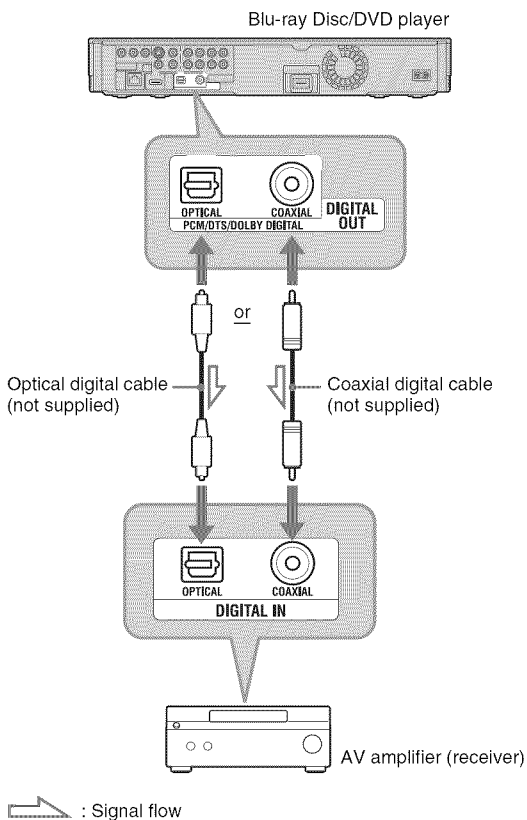 Blu-ray Disc/DVD player
OPTICAL
COAXIAL
PCM/DTS/DOLBY DIGITAL
DIGITAL
OUT
or
Optical digital cable
(not supplied)
Coaxial digital cable
(not supplied)
OPTICAL
COAXIAL
DIGITAL IN
AV amplifier (receiver)
: Signal flow